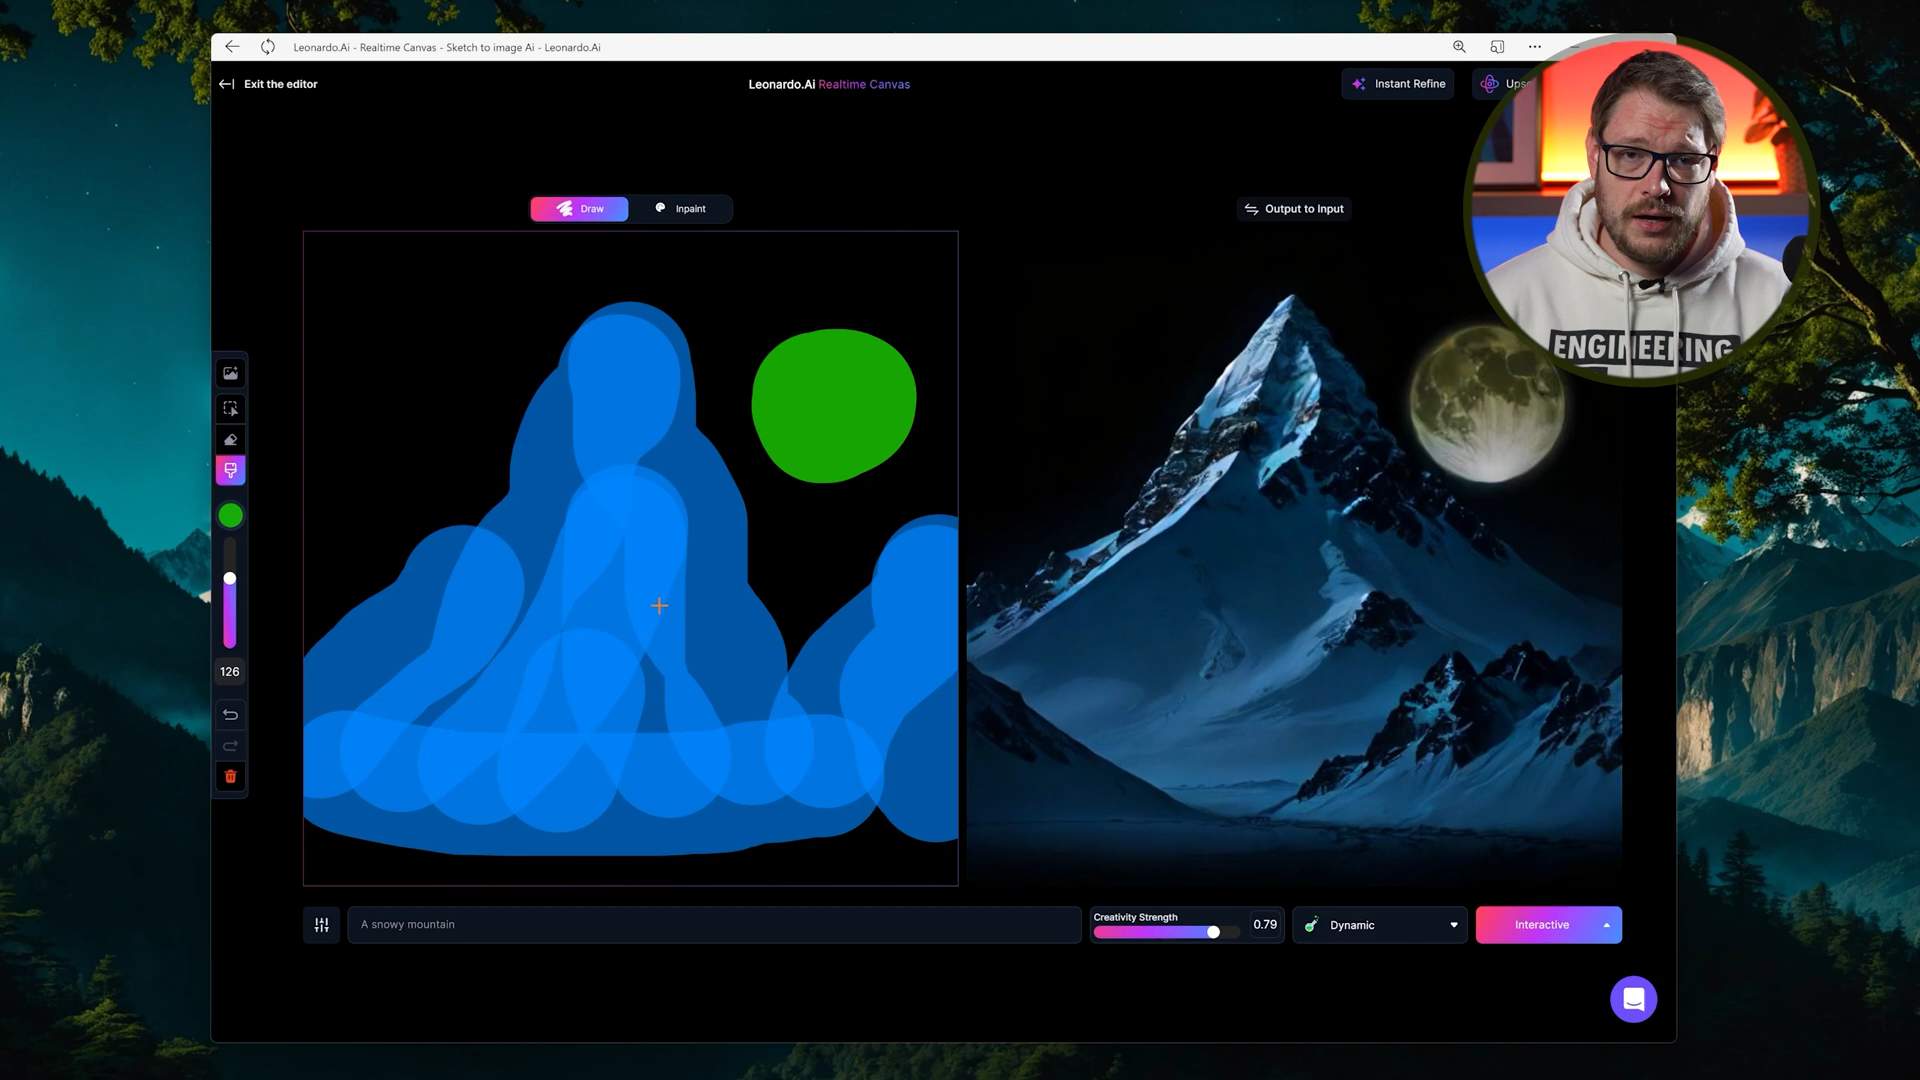 Leonardo.Ai - Realtime Canvas - Sketch to image Ai - Leonardo.Ai
Exit the editor
Leonardo.Ai Realtime Canvas
Instant Refine
Draw
Inpaint
Output to Input
ENGINEERING
126
A snowy mountain
Creativity Strength
0.79
Dynamic
Interactive